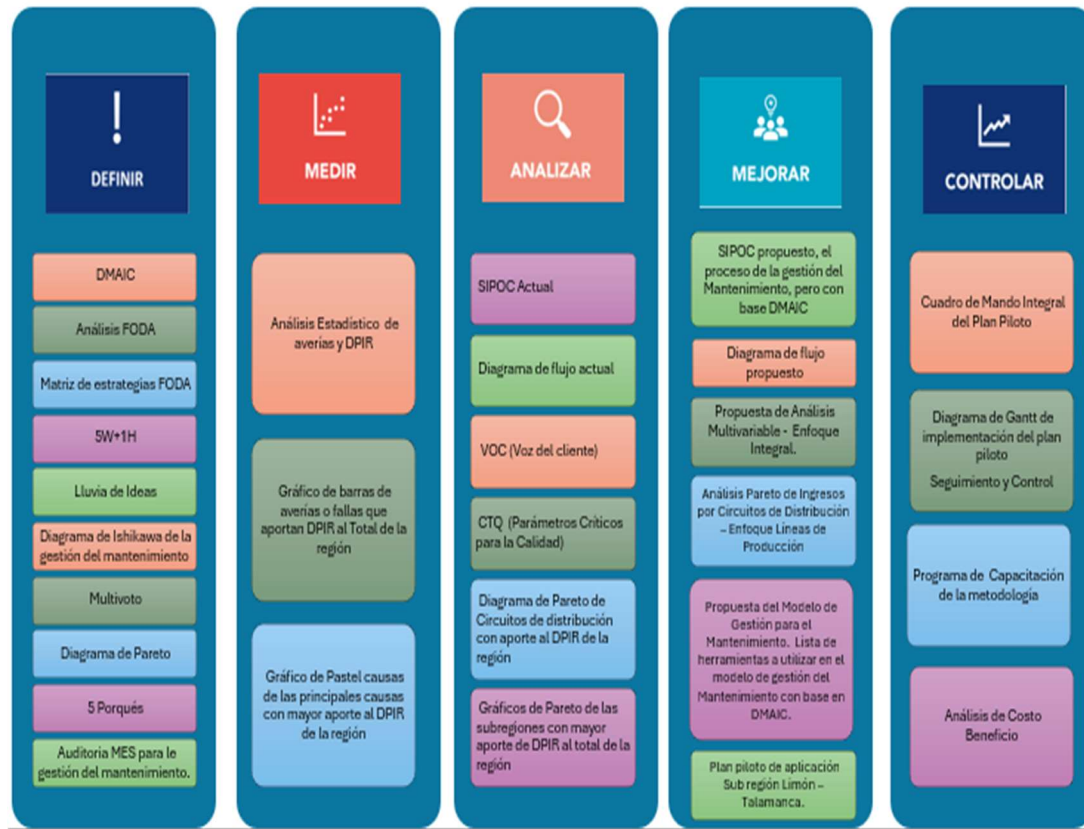 DEFINIR
DMAIC
Análisis FODA
Matriz de estrategias FODA
5W+1H
Lluvia de Ideas
Diagrama de Ishikawa de la
gestión del mantenimiento
Multivoto
Diagrama de Pareto
5 Porqués
Auditoria MES para le
gestión del mantenimiento.
MEDIR
Análisis Estadístico de
averías y DPIR
Gráfico de barras de
averías o fallas que
aportan DPIR al Total de la
región
Gráfico de Pastel causas
de las principales causas
con mayor aporte al DPIR
de la región
ANALIZAR
SIPOC Actual
Diagrama de flujo actual
VOC (Voz del cliente)
CTQ (Parámetros Críticos
para la Calidad)
Diagrama de Pareto de
Circuitos de distribución
con aporte al DPIR de la
región
Gráficos de Pareto de las
subregiones con mayor
aporte de DPIR al total de la
región
MEJORAR
SIPOC propuesto, el
proceso de la gestión del
Mantenimiento, pero con
base DMAIC
Diagrama de flujo
propuesto
Propuesta de Análisis
Multivariable - Enfoque
Integral.
Análisis Pareto de Ingresos
por Circuitos de Distribución
– Enfoque Líneas de
Producción
Propuesta del Modelo de
Gestión para el
Mantenimiento. Lista de
herramientas a utilizar en el
modelo de gestión del
Mantenimiento con base en
DMAIC.
Plan piloto de aplicación
Sub región Limón –
Talamanca.
CONTROLAR
Cuadro de Mando Integral
del Plan Piloto
Diagrama de Gantt de
implementación del plan
piloto
Seguimiento y Control
Programa de Capacitación
de la metodología
Análisis de Costo
Beneficio